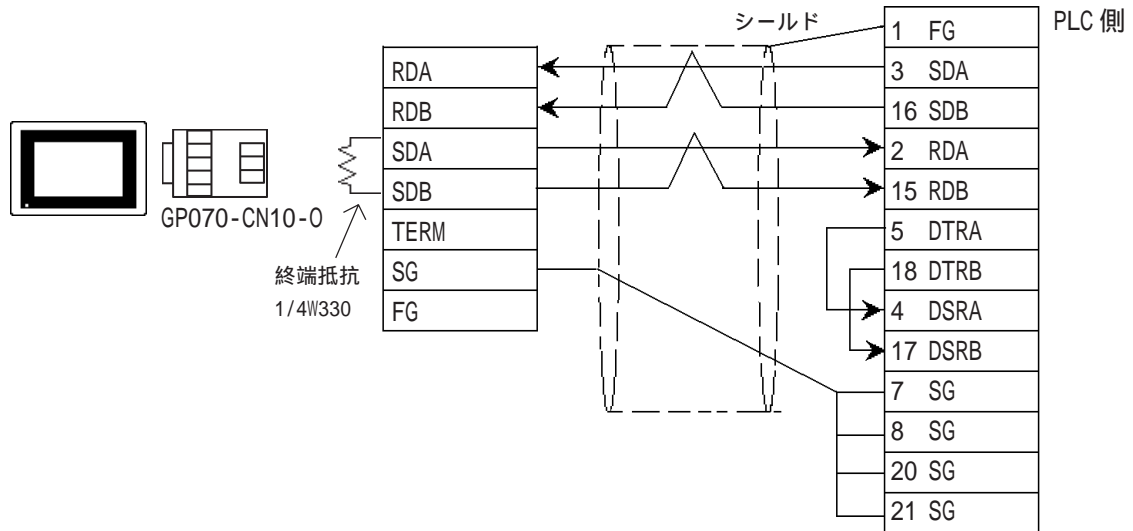 シールド
PLC 側
1 FG
3 SDA
16 SDB
2 RDA
15 RDB
5 DTRA
18 DTRB
4 DSRA
17 DSRB
7 SG
8 SG
20 SG
21 SG
RDA
RDB
SDA
SDB
TERM
SG
FG
GP070-CN10-O
終端抵抗
1/4W330